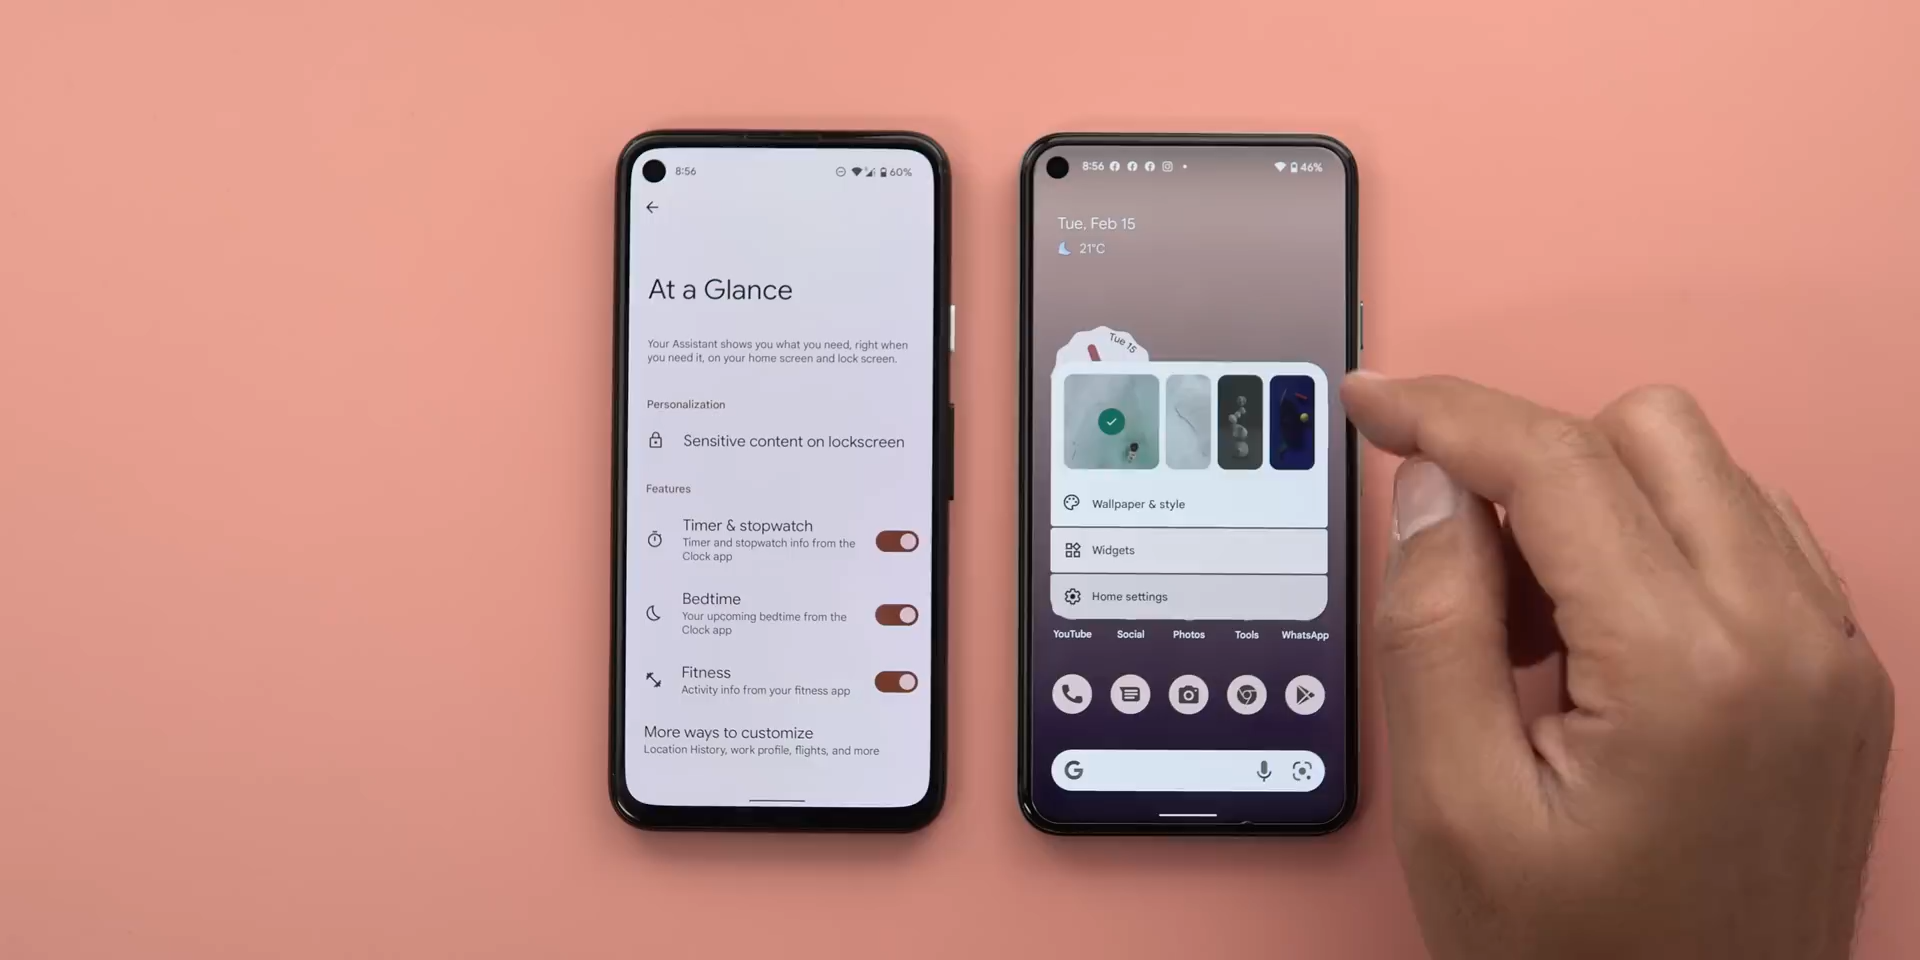 8:56
60%
At a Glance
Your Assistant shows you what you need, right when
you need it, on your home screen and lock screen.
Personalization
Sensitive content on lockscreen
Features
Timer & stopwatch
Timer and stopwatch info from the
Clock app
Bedtime
Your upcoming bedtime from the
Clock app
Fitness
Activity info from your fitness app
More ways to customize
Location History, work profile, flights, and more
8:56
46%
Tue, Feb 15
21°C
Tue 15
Wallpaper & style
Widgets
Home settings
YouTube
Social
Photos
Tools
WhatsApp
G